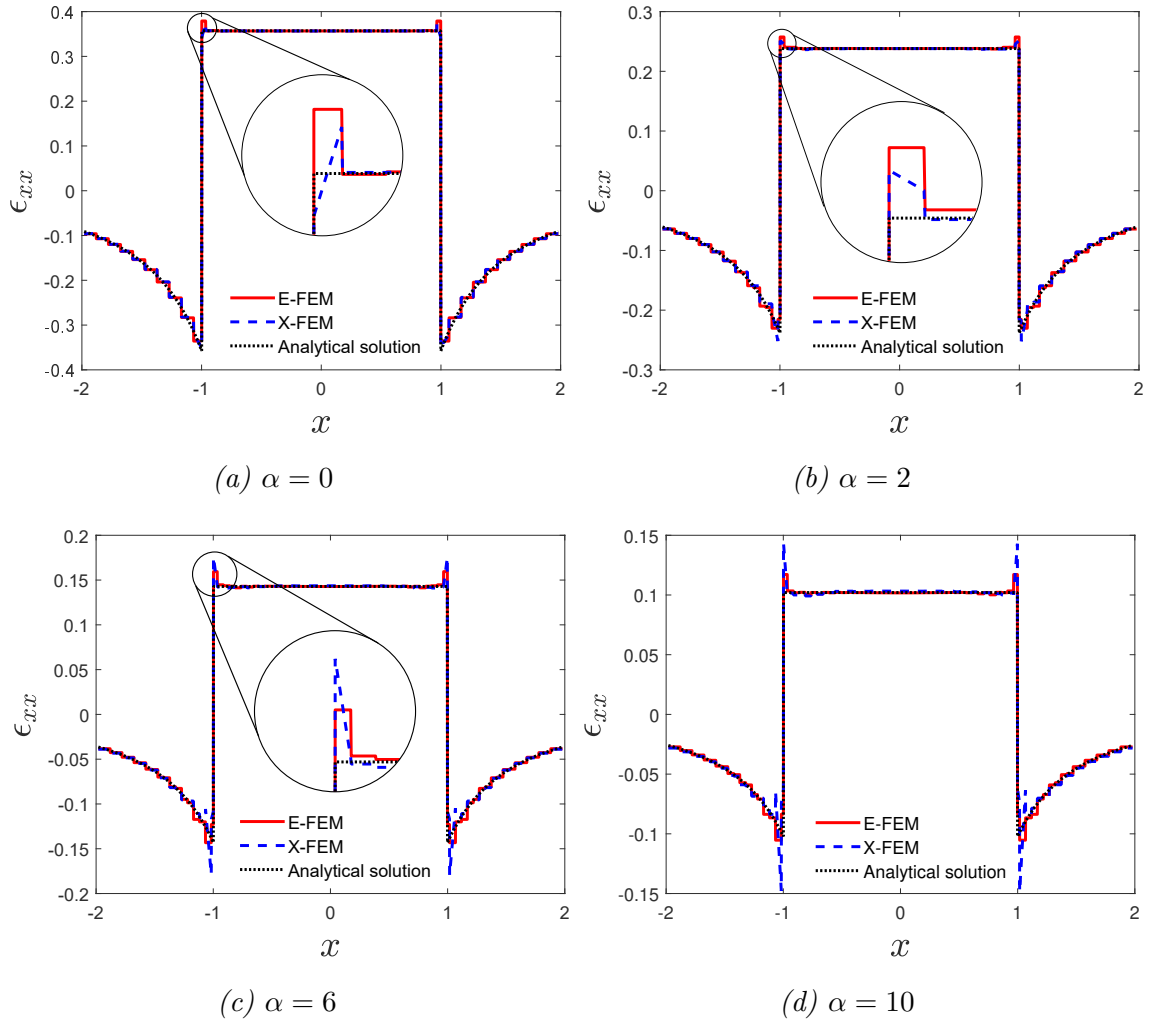 0.4
0.3
0.2
0.1
0
-0.1
-0.2
-0.3
-0.4
ϵxx
-2 -1 0 1 2
x
E-FEM
X-FEM
Analytical solution
(a) α = 0
0.3
0.2
0.1
0
-0.1
-0.2
-0.3
ϵxx
-2 -1 0 1 2
x
E-FEM
X-FEM
Analytical solution
(b) α = 2
0.2
0.15
0.1
0.05
0
-0.05
-0.1
-0.15
-0.2
ϵxx
-2 -1 0 1 2
x
E-FEM
X-FEM
Analytical solution
(c) α = 6
0.15
0.1
0.05
0
-0.05
-0.1
-0.15
ϵxx
-2 -1 0 1 2
x
E-FEM
X-FEM
Analytical solution
(d) α = 10